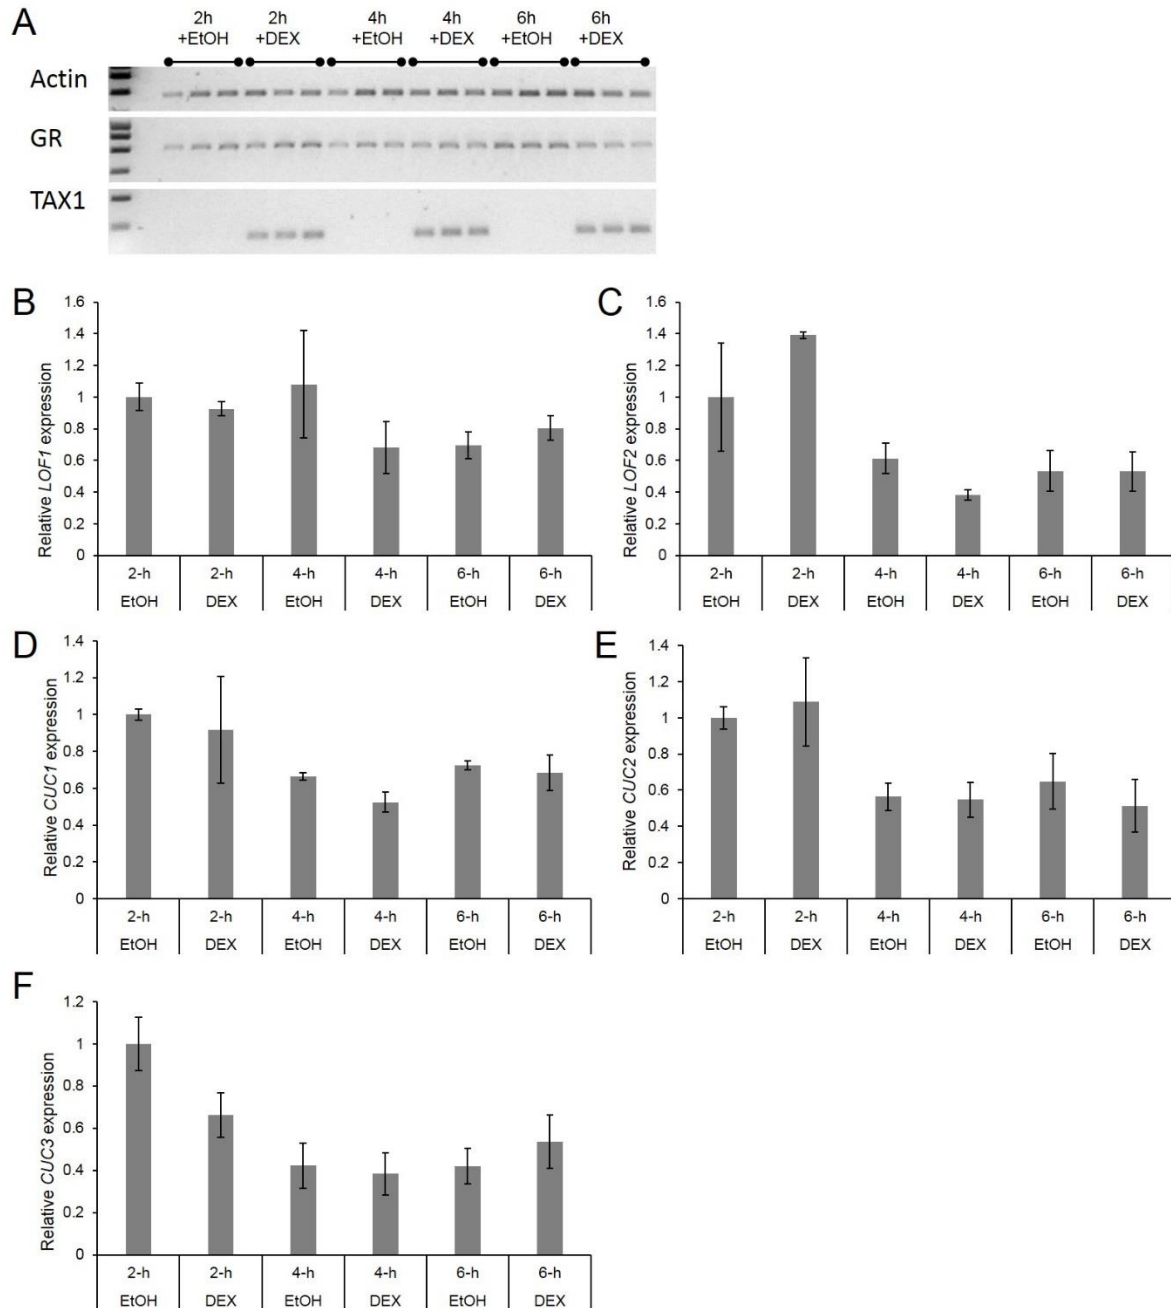 A
2h +EtOH
2h +DEX
4h +EtOH
4h +DEX
6h +EtOH
6h +DEX
Actin
GR
TAX1
B
Relative LOF1 expression
1.6
1.4
1.2
1
0.8
0.6
0.4
0.2
0
2-h 2-h 4-h 4-h 6-h 6-h
EtOH DEX EtOH DEX EtOH DEX
C
Relative LOF2 expression
1.6
1.4
1.2
1
0.8
0.6
0.4
0.2
0
2-h 2-h 4-h 4-h 6-h 6-h
EtOH DEX EtOH DEX EtOH DEX
D
Relative CUC1 expression
1.4
1.2
1
0.8
0.6
0.4
0.2
0
2-h 2-h 4-h 4-h 6-h 6-h
EtOH DEX EtOH DEX EtOH DEX
E
Relative CUC2 expression
1.4
1.2
1
0.8
0.6
0.4
0.2
0
2-h 2-h 4-h 4-h 6-h 6-h
EtOH DEX EtOH DEX EtOH DEX
F
Relative CUC3 expression
1.2
1
0.8
0.6
0.4
0.2
0
2-h 2-h 4-h 4-h 6-h 6-h
EtOH DEX EtOH DEX EtOH DEX